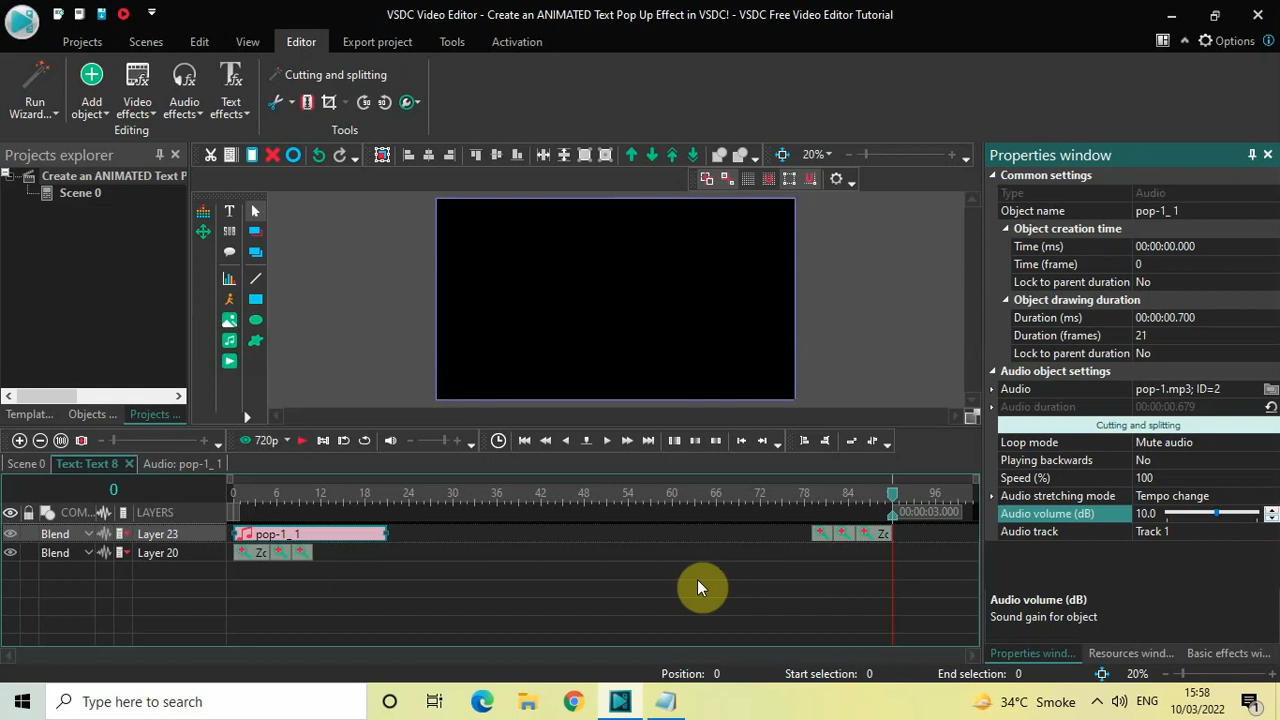 VSDC Video Editor - Create an ANIMATED Text Pop Up Effect in VSDC! - VSDC Free Video Editor Tutorial
Projects Scenes Edit View Editor Export project Tools Activation
Options
Cutting and splitting
Run Wizard...
Add object
Video effects
Audio effects
Text effects
Editing
Tools
Projects explorer
20%
Create an ANIMATED Text P
Scene 0
Templat...
Objects ...
Projects ...
Properties window
Common settings
Type Audio
Object name pop-1_ 1
Object creation time
Time (ms) 00:00:00.000
Time (frame) 0
Lock to parent duration No
Object drawing duration
Duration (ms) 00:00:00.700
Duration (frames) 21
Lock to parent duration No
Audio object settings
Audio pop-1.mp3; ID=2
Audio duration 00:00:00.679
Cutting and splitting
Loop mode Mute audio
Playing backwards No
Speed (%) 100
Audio stretching mode Tempo change
Audio volume (dB) 10.0
Audio track Track 1
Audio volume (dB)
Sound gain for object
Properties wind...
Resources wind...
Basic effects wi...
720p
Scene 0 Text: Text 8 Audio: pop-1_ 1
0
0 6 12 18 24 30 36 42 48 54 60 66 72 78 84 96
00:00:03.000
COM... LAYERS
Blend Layer 23 pop-1_ 1 Zc
Blend Layer 20 Zc
Position: 0 Start selection: 0 End selection: 0 20%
Type here to search
34°C Smoke
ENG
15:58
10/03/2022
1